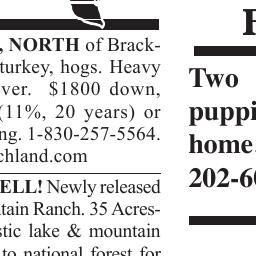 , NORTH of Brack-
turkey, hogs. Heavy
ver. $1800 down,
(11%, 20 years) or
ng. 1-830-257-5564.
chland.com
ELL! Newly released
tain Ranch. 35 Acres-
stic lake & mountain
to national forest for
Two
puppi
home.
202-60